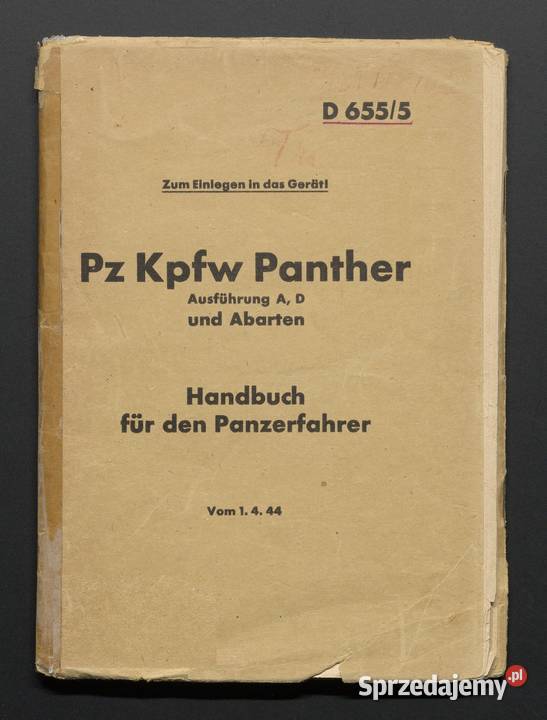 D 655/5
Zum Einlegen in das Gerät!
Pz Kpfw Panther
Ausführung A, D
und Abarten
Handbuch
für den Panzerfahrer
Vom 1. 4. 44
Sprzedajemy.pl